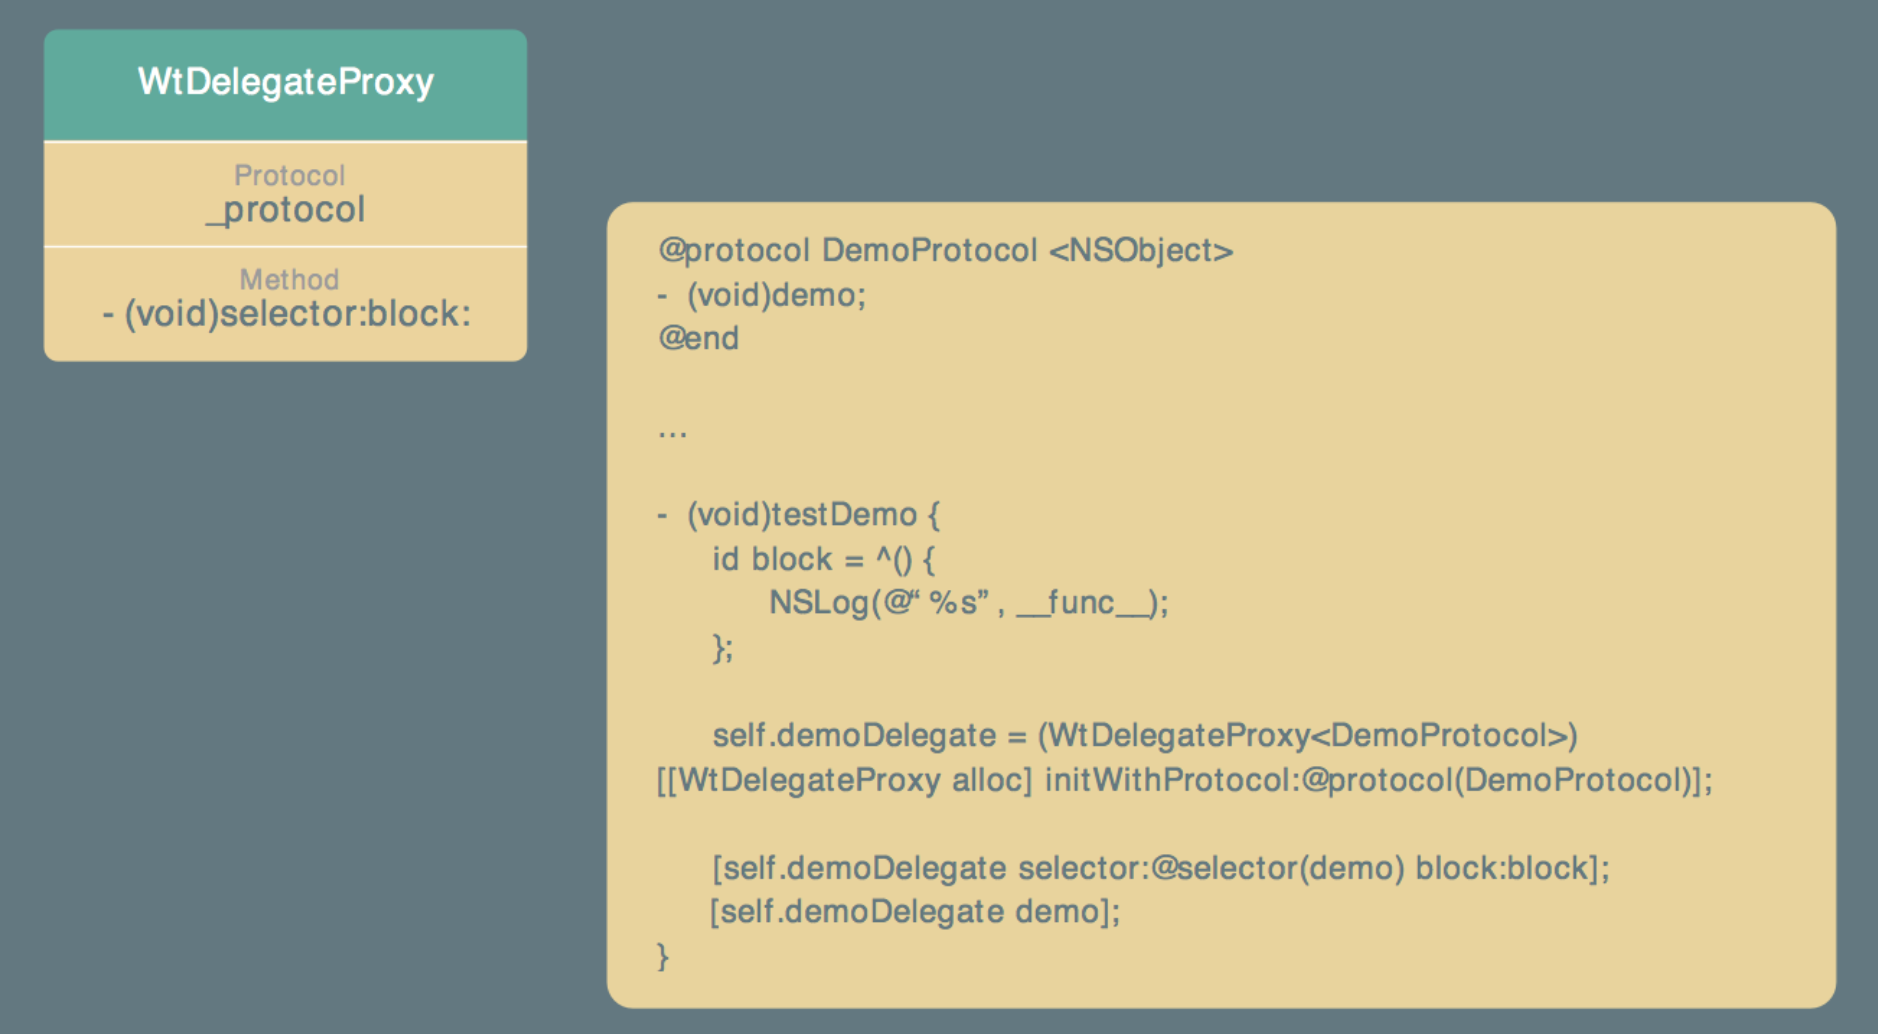 WtDelegateProxy
Protocol
_protocol
Method
- (void)selector:block:
@protocol DemoProtocol <NSObject>
- (void)demo;
@end
...
- (void)testDemo {
id block = ^() {
NSLog(@“ %s” , __func__);
};
self.demoDelegate = (WtDelegateProxy<DemoProtocol>)
[[WtDelegateProxy alloc] initWithProtocol:@protocol(DemoProtocol)];
[self.demoDelegate selector:@selector(demo) block:block];
[self.demoDelegate demo];
}